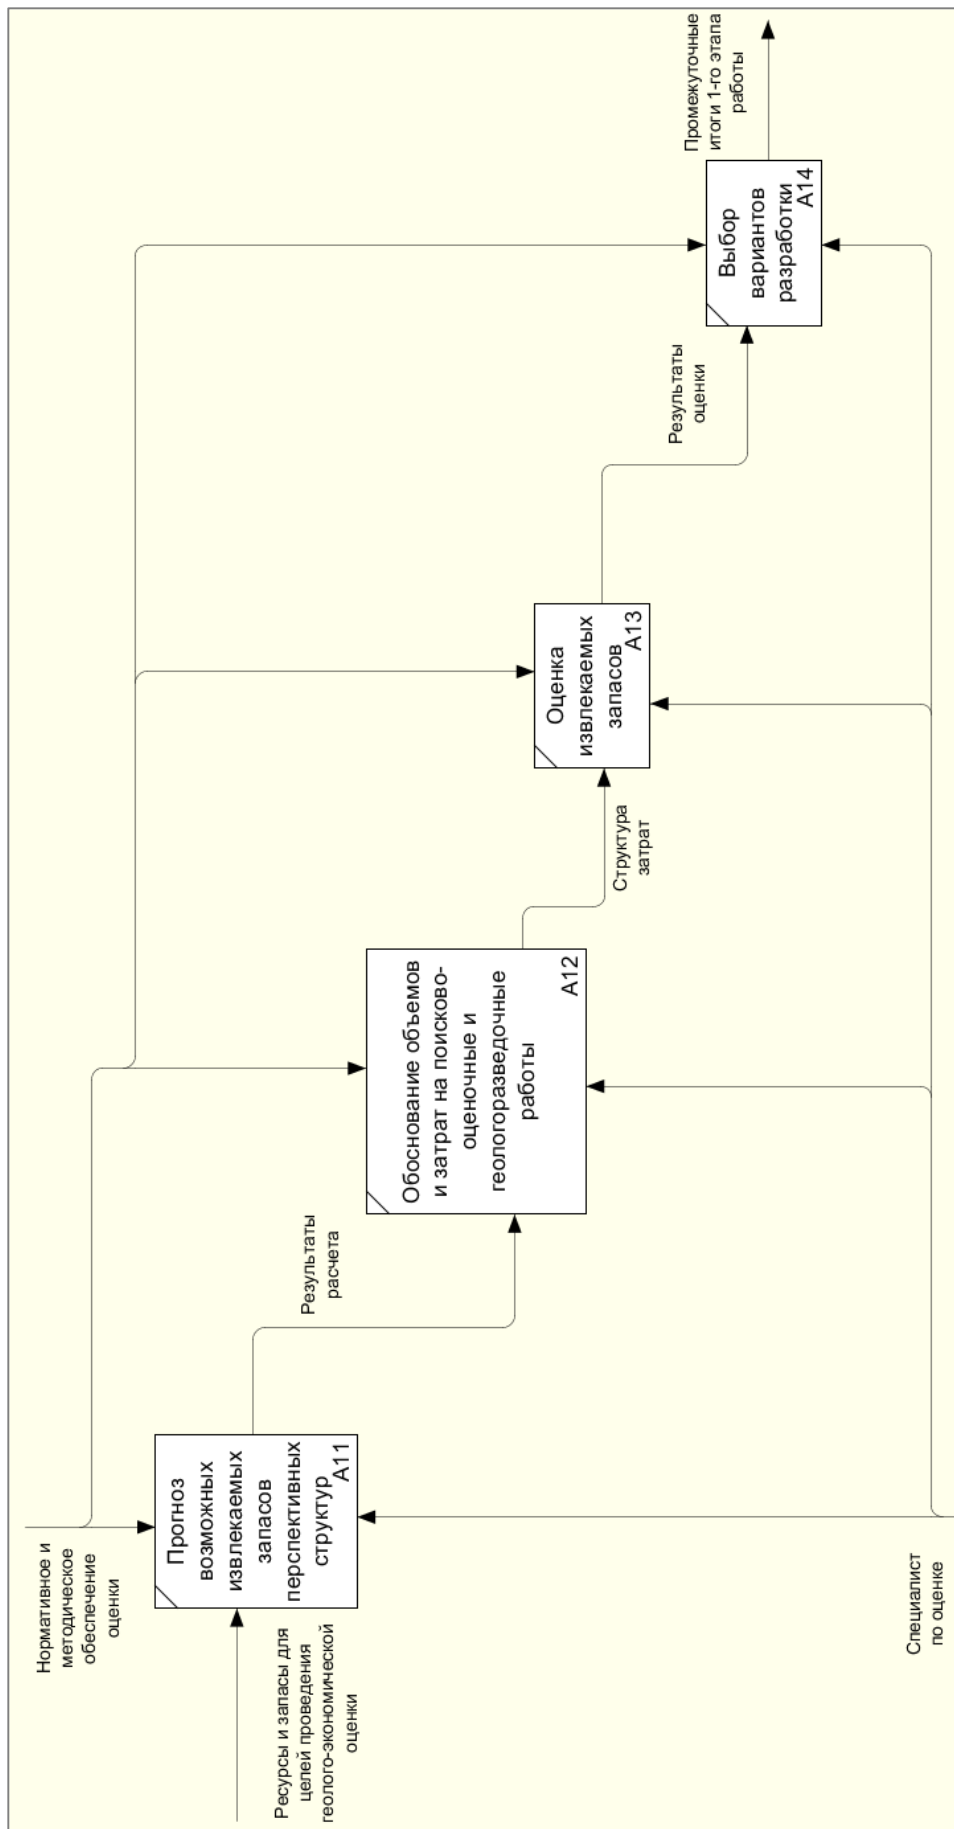 Нормативное и
методическое
обеспечение
оценки
Ресурсы и запасы для
целей проведения
геолого-экономической
оценки
Прогноз
возможных
извлекаемых
запасов
перспективных
структур
A11
Результаты
расчета
Обоснование объемов
и затрат на поисково-
оценочные и
геологоразведочные
работы
A12
Структура
затрат
Оценка
извлекаемых
запасов
A13
Результаты
оценки
Выбор
вариантов
разработки
A14
Промежуточные
итоги 1-го этапа
работы
Специалист
по оценке